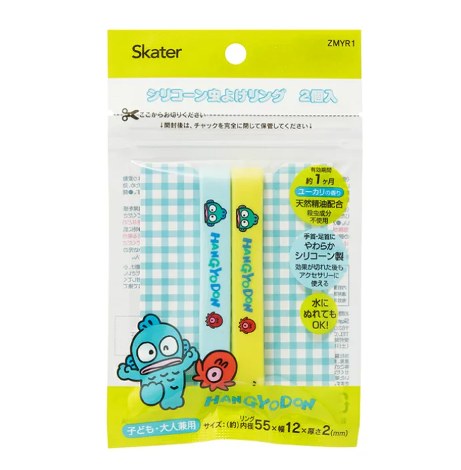 Skater
ZMYR1
シリコーン虫よけリング 2個入
ここからお切りください
↓開封後は、チャックを完全に閉じて保管してください↓
有効期間
約1ヶ月
ユーカリの香り
天然精油配合
殺虫成分
不使用
手首・足首に
やわらか
シリコーン製
効果が切れた後も
アクセサリーに
使える
水に
ぬれても
OK!
HANGYODON
HANGYODON
HANGYODON
子ども・大人兼用
リング
サイズ:(約)内径55×幅12×厚さ2(mm)